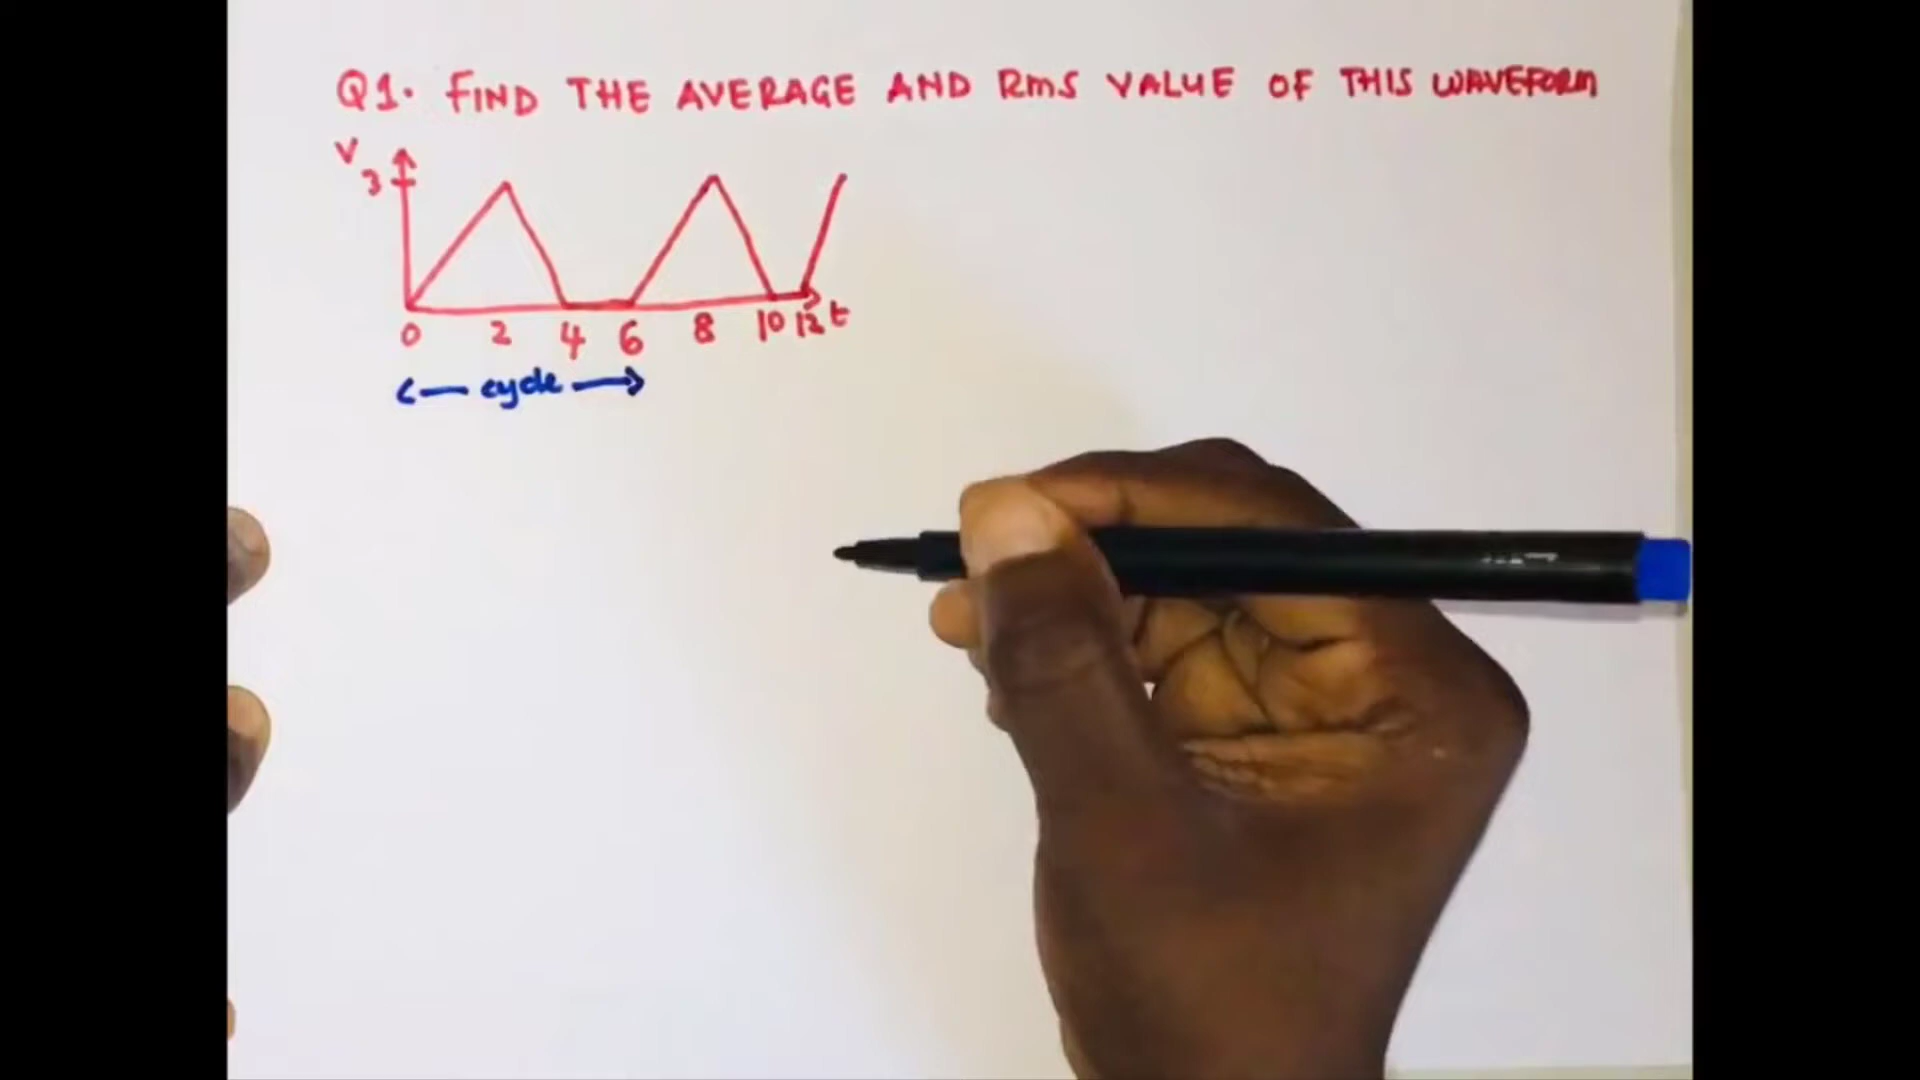 Q1. FIND THE AVERAGE AND RMS VALUE OF THIS WAVEFORM
V
3
0 2 4 6 8 10 12 t
cycle